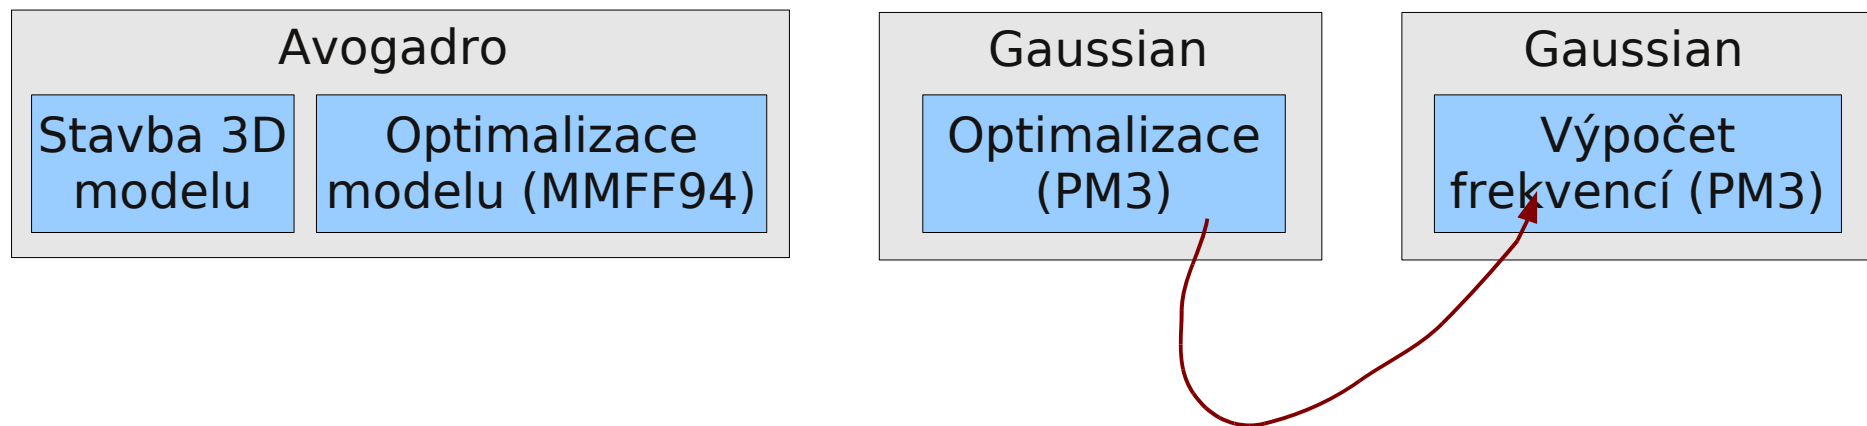 Avogadro
Stavba 3D
modelu
Optimalizace
modelu (MMFF94)
Gaussian
Optimalizace
(PM3)
Gaussian
Výpočet
frekvencí (PM3)